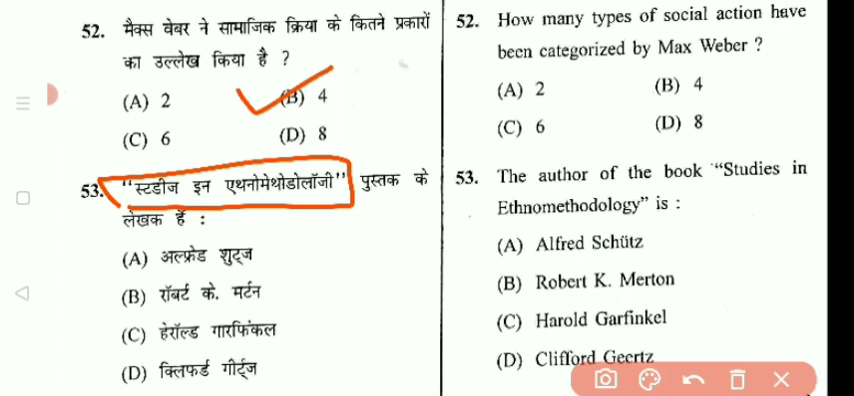 52. मैक्स वेबर ने सामाजिक क्रिया के कितने प्रकारों
का उल्लेख किया है ?
(A) 2
(B) 4
(C) 6
(D) 8
53. "स्टडीज इन एथनोमेथोडोलॉजी" पुस्तक के
लेखक हैं :
(A) अल्फ्रेड शुट्ज
(B) रॉबर्ट के. मर्टन
(C) हेरॉल्ड गारफिंकल
(D) क्लिफर्ड गीर्ट्ज
52. How many types of social action have
been categorized by Max Weber ?
(A) 2
(B) 4
(C) 6
(D) 8
53. The author of the book "Studies in
Ethnomethodology" is :
(A) Alfred Schütz
(B) Robert K. Merton
(C) Harold Garfinkel
(D) Clifford Geertz